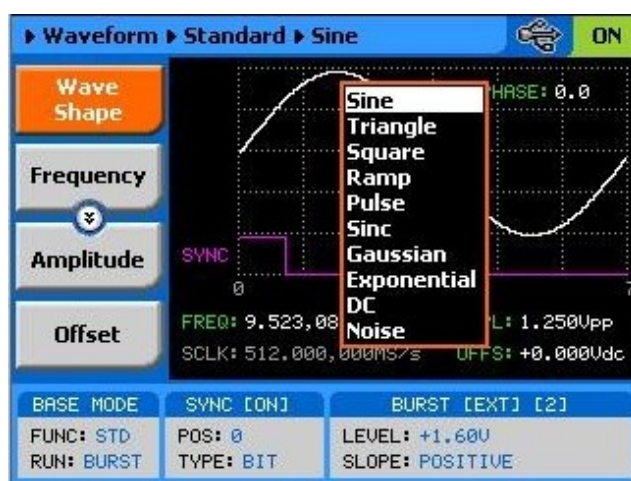 Waveform Standard Sine ON
Wave
Shape
Frequency
Amplitude
Offset
PHASE: 0.0
Sine
Triangle
Square
Ramp
Pulse
Sinc
Gaussian
Exponential
DC
Noise
SYNC
0
FREQ: 9.523,08
L: 1.250Vpp
SCLK: 512.000,000MS/s
OFFS: +0.000Vdc
BASE MODE
FUNC: STD
RUN: BURST
SYNC [ON]
POS: 0
TYPE: BIT
BURST [EXT] [2]
LEVEL: +1.60V
SLOPE: POSITIVE